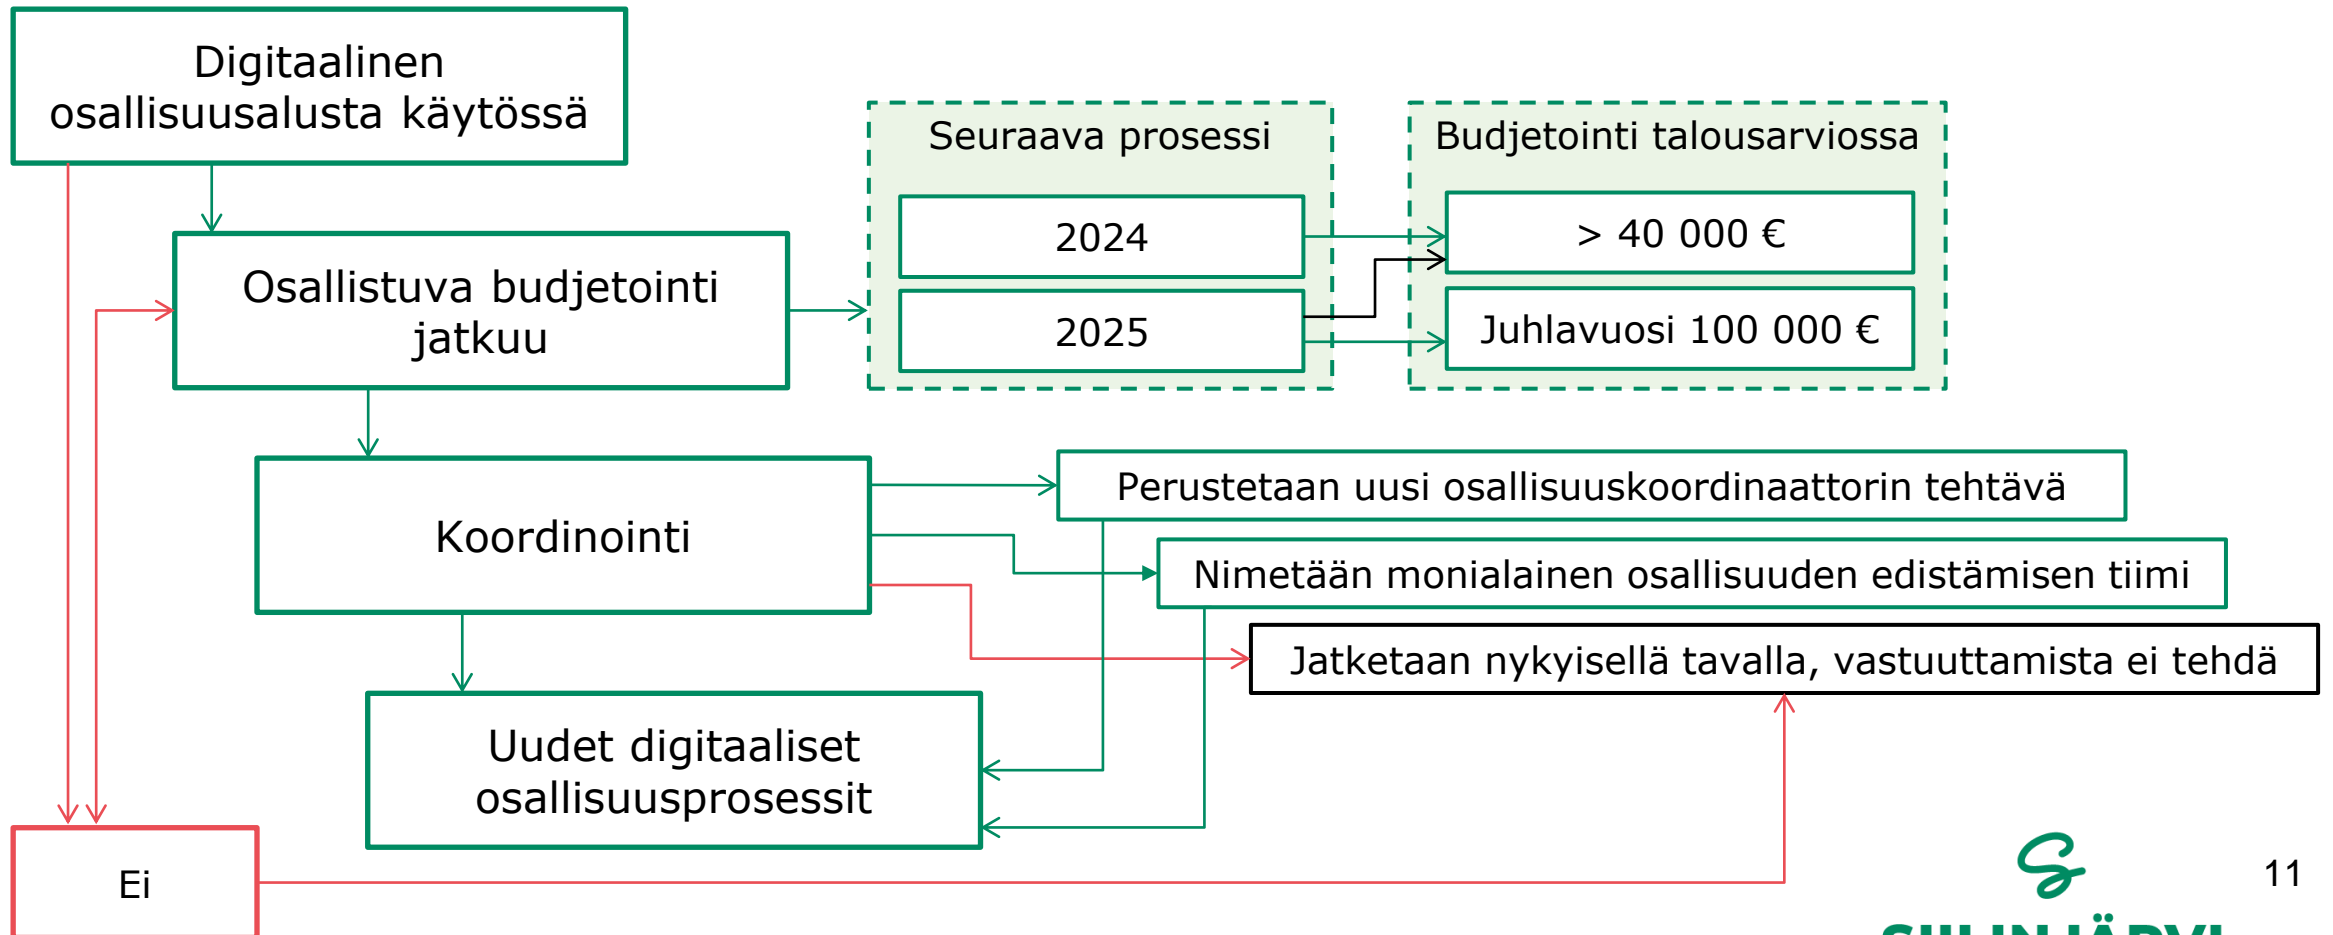 Digitaalinen
osallisuusalusta käytössä
Seuraava prosessi
Budjetointi talousarviossa
2024
> 40 000 €
Osallistuva budjetointi
jatkuu
2025
Juhlavuosi 100 000 €
Koordinointi
Perustetaan uusi osallisuuskoordinaattorin tehtävä
Nimetään monialainen osallisuuden edistämisen tiimi
Jatketaan nykyisellä tavalla, vastuuttamista ei tehdä
Uudet digitaaliset
osallisuusprosessit
Ei
11
SIILINJÄRVI